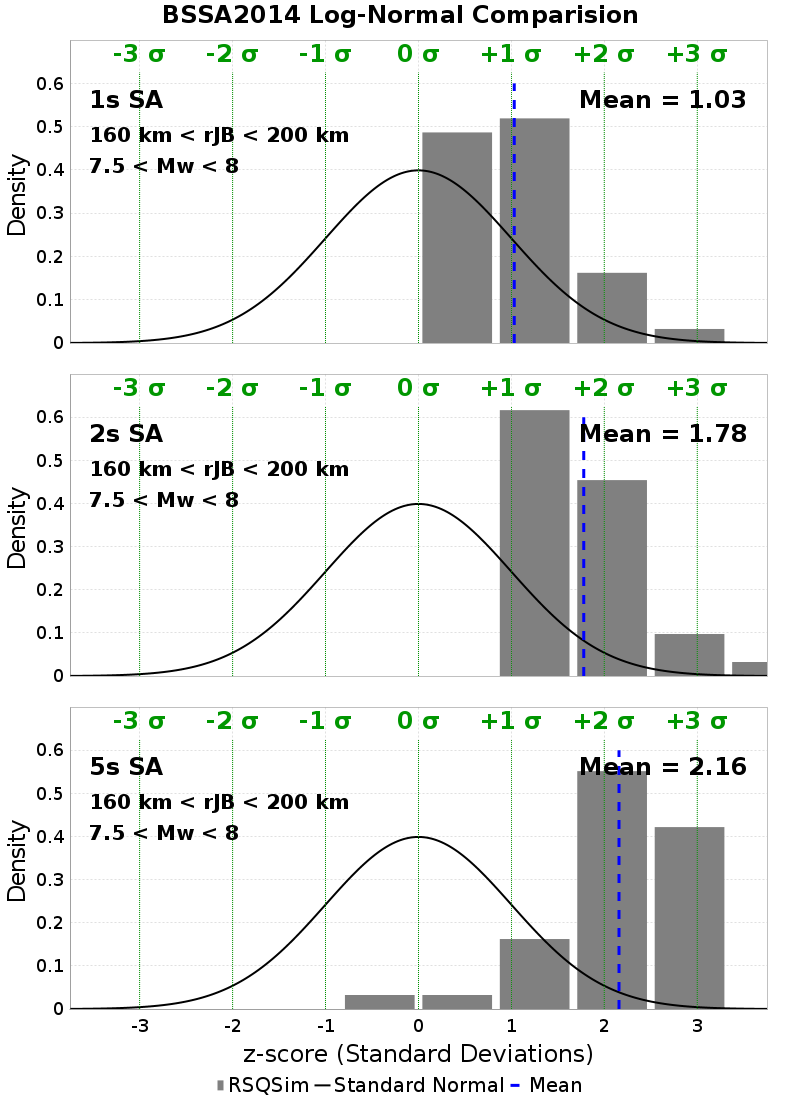 BSSA2014 Log-Normal Comparision
-3 σ -2 σ -1 σ 0 σ +1 σ +2 σ +3 σ
0.6
1s SA Mean = 1.03
0.5
160 km < rJB < 200 km
7.5 < Mw < 8
0.4
0.3
0.2
0.1
0
Density
-3 σ -2 σ -1 σ 0 σ +1 σ +2 σ +3 σ
0.6
2s SA Mean = 1.78
0.5
160 km < rJB < 200 km
7.5 < Mw < 8
0.4
0.3
0.2
0.1
0
Density
-3 σ -2 σ -1 σ 0 σ +1 σ +2 σ +3 σ
0.6
5s SA Mean = 2.16
0.5
160 km < rJB < 200 km
7.5 < Mw < 8
0.4
0.3
0.2
0.1
0
Density
-3 -2 -1 0 1 2 3
z-score (Standard Deviations)
RSQSim Standard Normal Mean